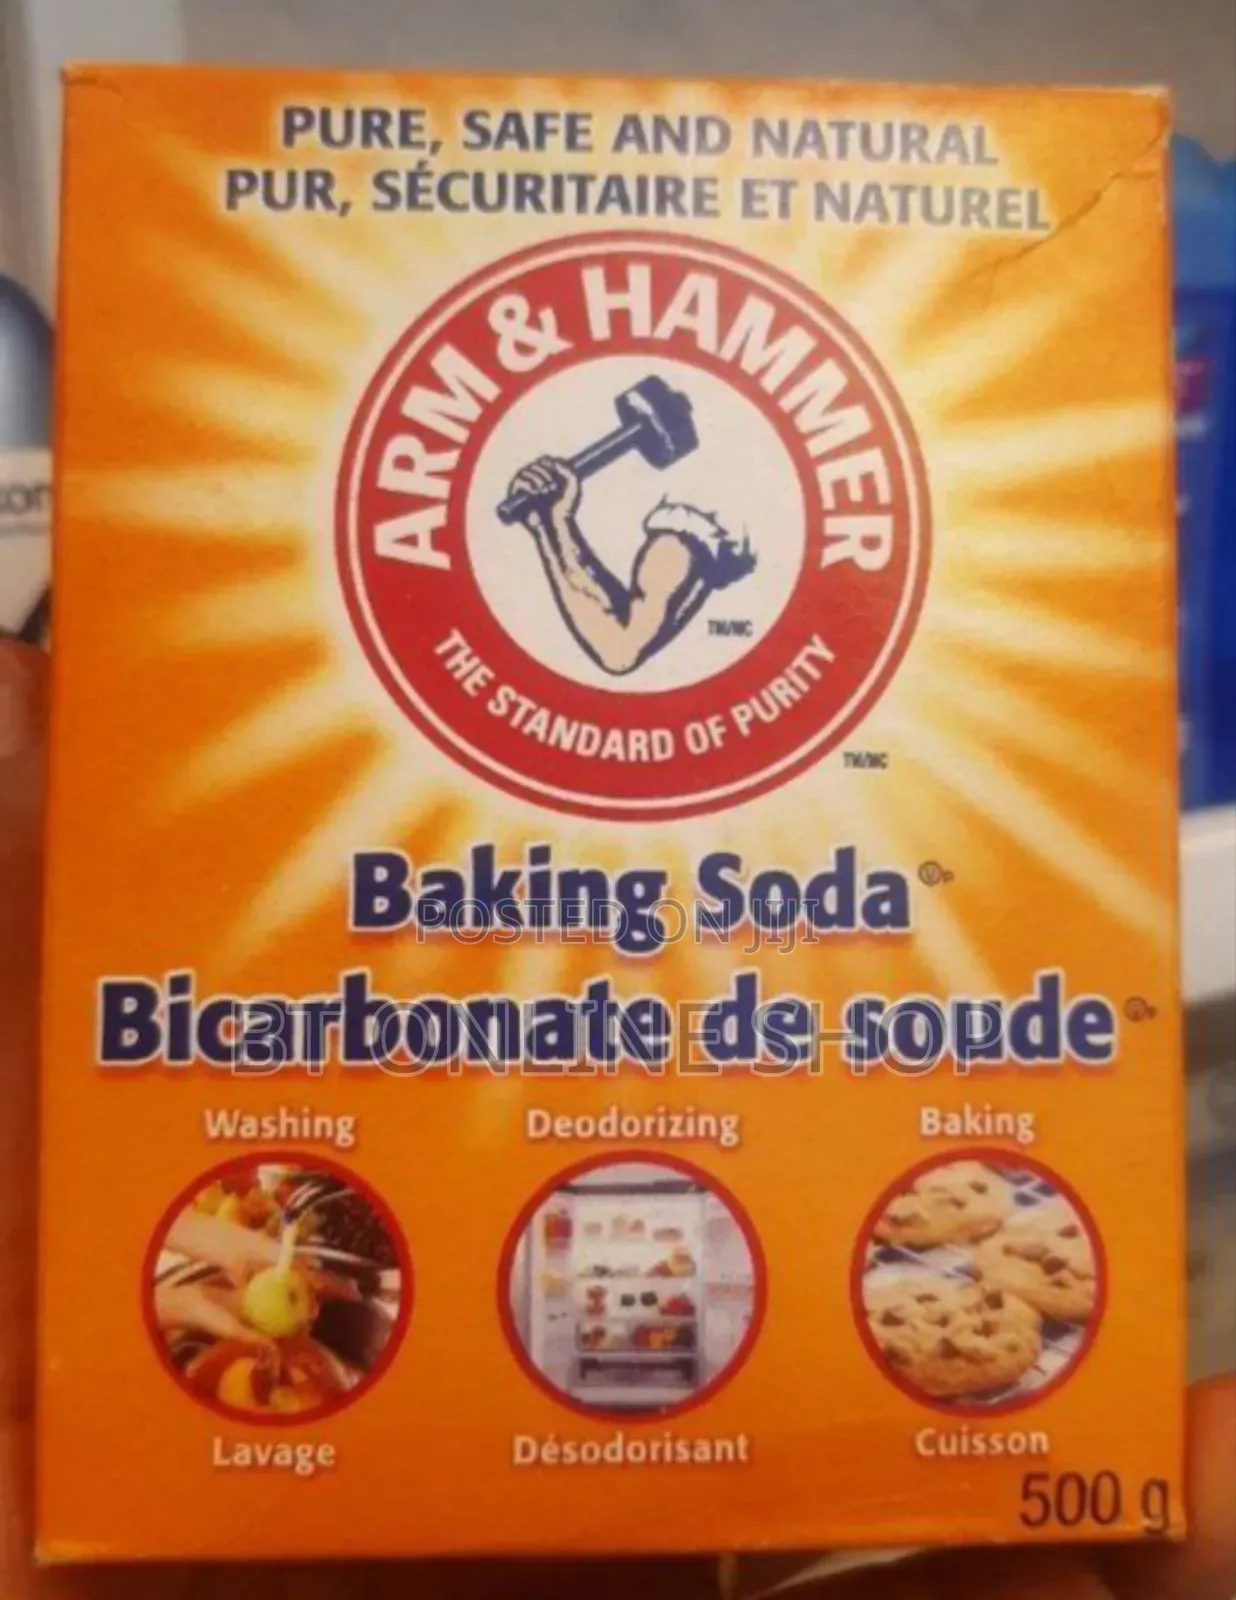 PURE, SAFE AND NATURAL
PUR, SÉCURITAIRE ET NATUREL
ARM & HAMMER
TM/MC
THE STANDARD OF PURITY
TM/MC
Baking Soda
POSTED ON JIJI
Bicarbonate de soude
BT ONLINE SHOP
Washing Deodorizing Baking
Lavage Désodorisant Cuisson
500 g